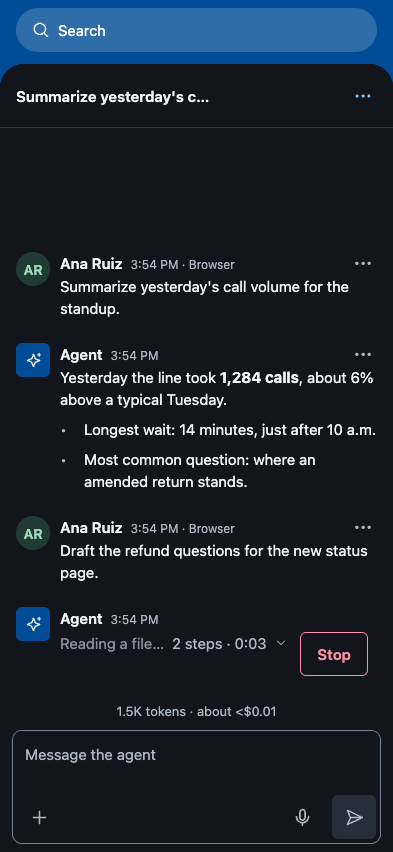 Search
Summarize yesterday's c...
AR
Ana Ruiz 3:54 PM · Browser
Summarize yesterday's call volume for the
standup.
Agent 3:54 PM
Yesterday the line took 1,284 calls, about 6%
above a typical Tuesday.
• Longest wait: 14 minutes, just after 10 a.m.
• Most common question: where an
amended return stands.
AR
Ana Ruiz 3:54 PM · Browser
Draft the refund questions for the new status
page.
Agent 3:54 PM
Reading a file... 2 steps · 0:03
Stop
1.5K tokens · about <$0.01
Message the agent